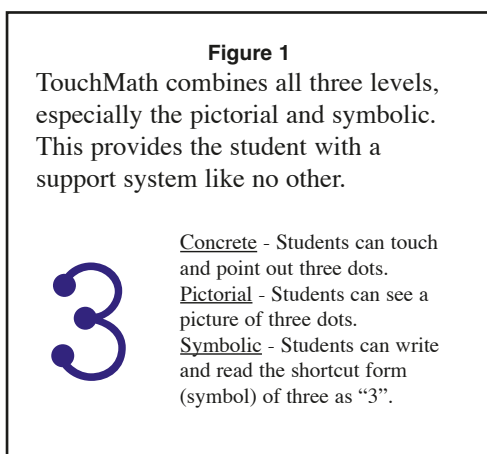 Figure 1
TouchMath combines all three levels,
especially the pictorial and symbolic.
This provides the student with a
support system like no other.
3
Concrete - Students can touch
and point out three dots.
Pictorial - Students can see a
picture of three dots.
Symbolic - Students can write
and read the shortcut form
(symbol) of three as “3”.